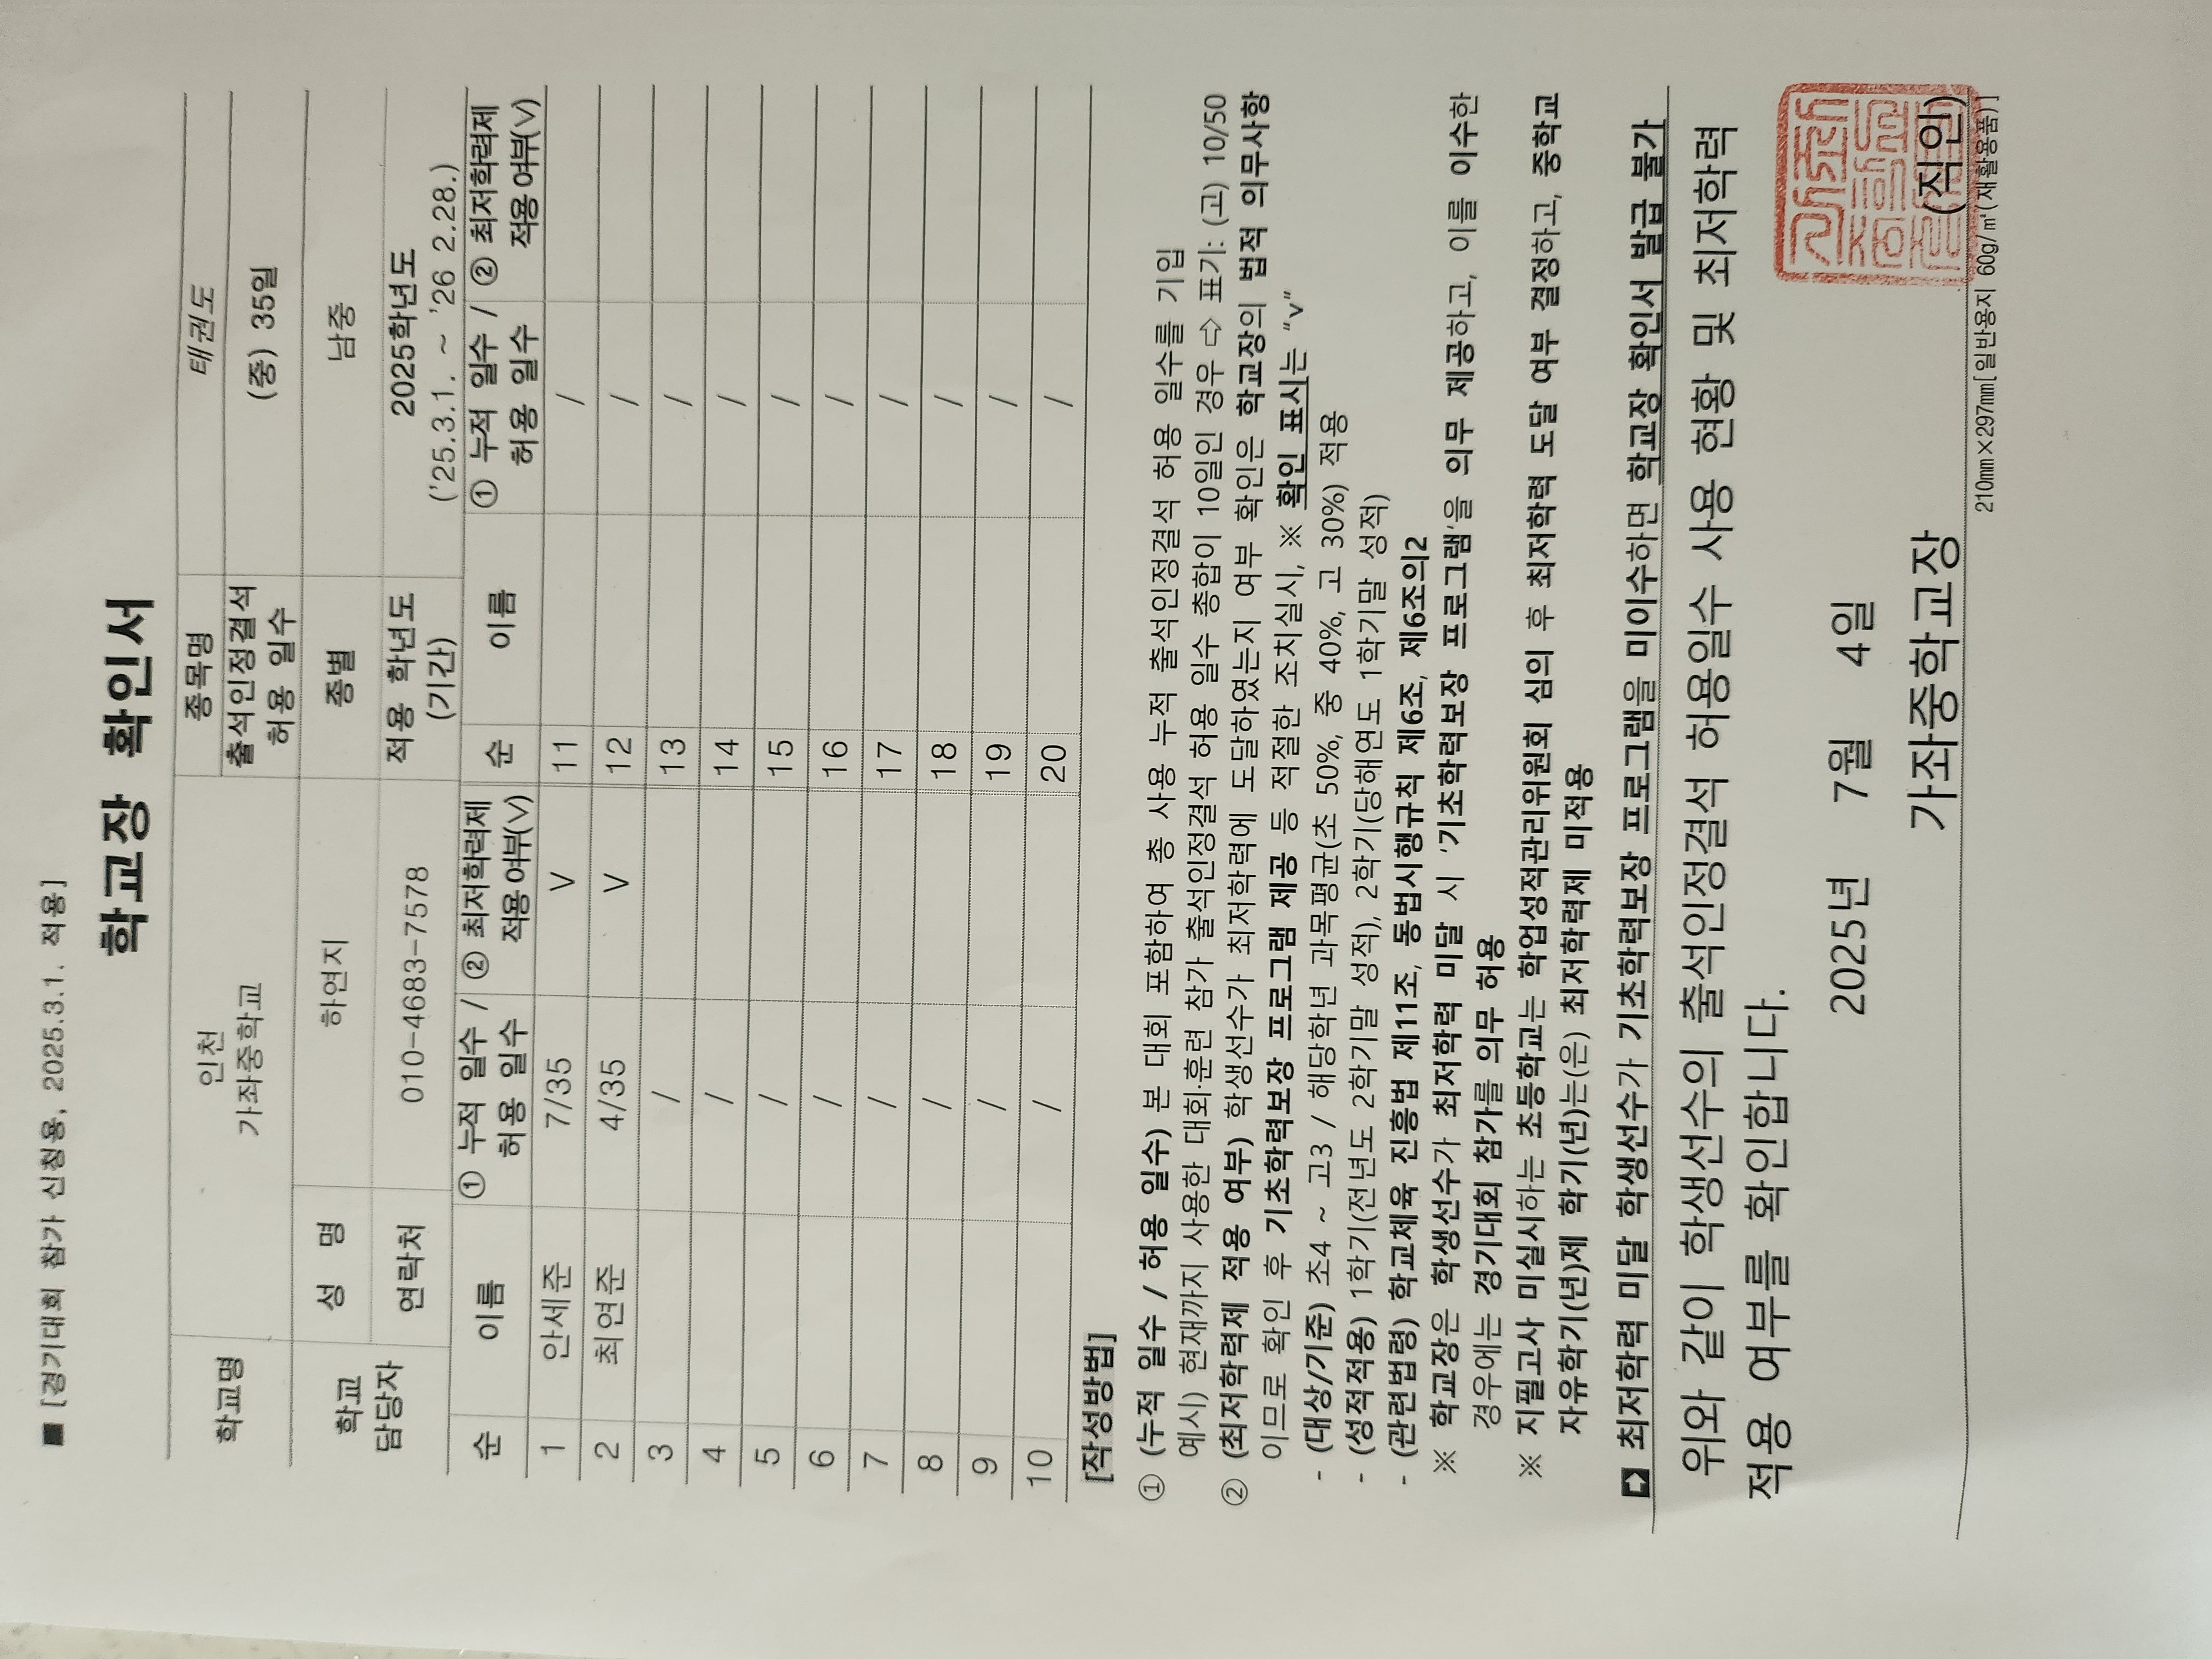 ■ [경기대회 참가 신청용, 2025.3.1. 적용]
학교장 확인서
학교명 인천 가좌중학교 종목명 태권도
출석인정결석 허용 일수 (중) 35일
학교 담당자 성 명 하연지 종별 남중
연락처 010-4683-7578 적용 학년도 (기간) 2025학년도 ('25.3.1. ~ '26 2.28.)
순 이름 ① 누적 일수 / 허용 일수 ② 최저학력제 적용 여부(∨) 순 이름 ① 누적 일수 / 허용 일수 ② 최저학력제 적용 여부(∨)
1 안세준 7/35 V 11 /
2 최연준 4/35 V 12 /
3 / 13 /
4 / 14 /
5 / 15 /
6 / 16 /
7 / 17 /
8 / 18 /
9 / 19 /
10 / 20 /
[작성방법]
① (누적 일수 / 허용 일수) 본 대회 포함하여 총 사용 누적 출석인정결석 허용 일수를 기입
예시) 현재까지 사용한 대회·훈련 참가 출석인정결석 허용 일수 총합이 10일인 경우 ⇨ 표기: (고) 10/50
② (최저학력제 적용 여부) 학생선수가 최저학력에 도달하였는지 여부 확인은 학교장의 법적 의무사항
이므로 확인 후 기초학력보장 프로그램 제공 등 적절한 조치실시, ※ 확인 표시는 "v"
- (대상/기준) 초4 ~ 고3 / 해당학년 과목평균(초 50%, 중 40%, 고 30%) 적용
- (성적적용) 1학기(전년도 2학기말 성적), 2학기(당해연도 1학기말 성적)
- (관련법령) 학교체육 진흥법 제11조, 동법시행규칙 제6조, 제6조의2
※ 학교장은 학생선수가 최저학력 미달 시 '기초학력보장 프로그램'을 의무 제공하고, 이를 이수한
경우에는 경기대회 참가를 의무 허용
※ 지필고사 미실시하는 초등학교는 학업성적관리위원회 심의 후 최저학력 도달 여부 결정하고, 중학교
자유학기(년)제 학기(년)는(은) 최저학력제 미적용
➡ 최저학력 미달 학생선수가 기초학력보장 프로그램을 미이수하면 학교장 확인서 발급 불가
위와 같이 학생선수의 출석인정결석 허용일수 사용 현황 및 최저학력
적용 여부를 확인합니다.
2025년 7월 4일
가좌중학교장 (직인)
210㎜×297㎜[일반용지 60g/㎡(재활용품)]